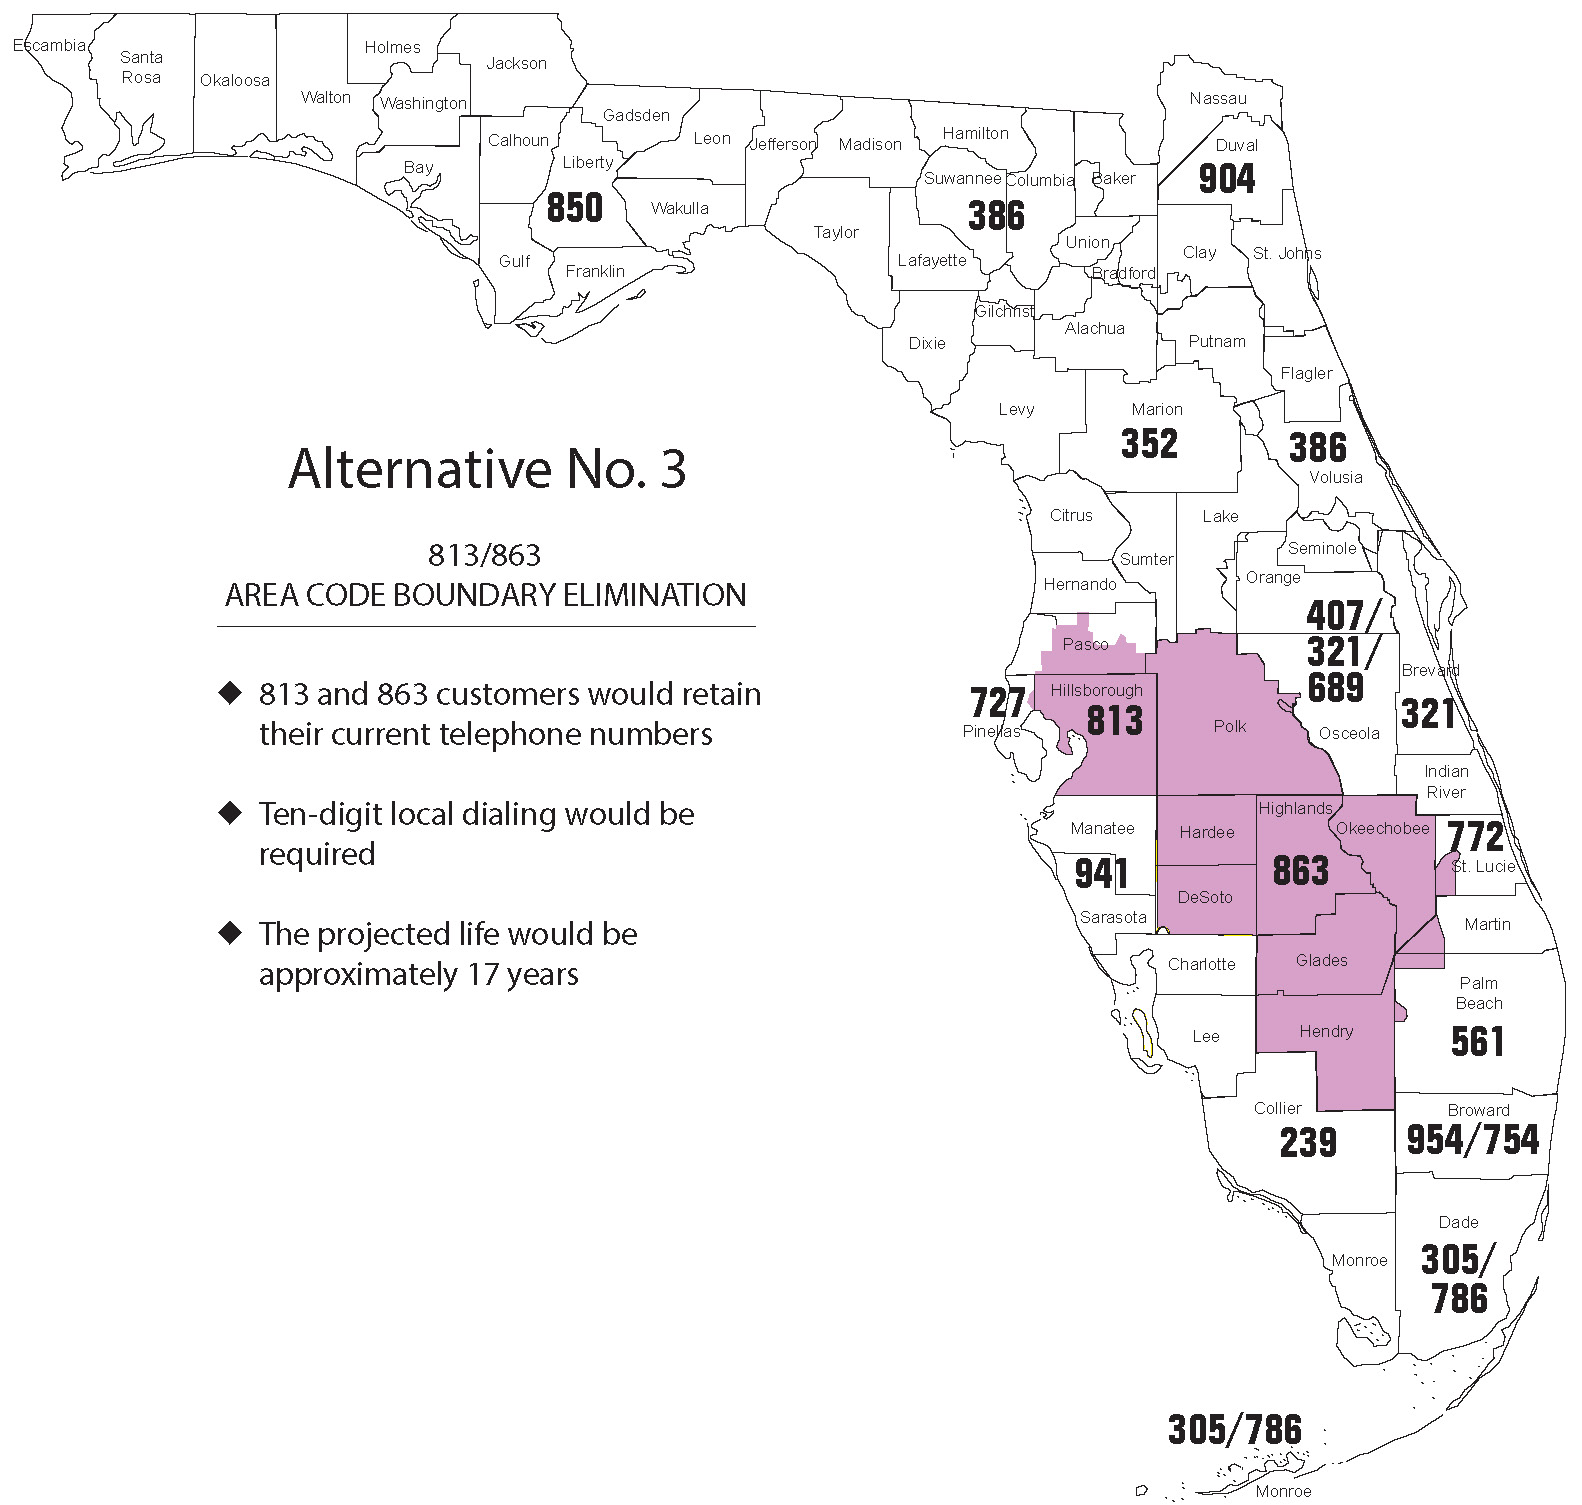 Escambia
Santa
Rosa
Okaloosa
Walton
Holmes
Washington
Jackson
Bay
Calhoun
Gulf
Liberty
850
Franklin
Gadsden
Leon
Wakulla
Jefferson
Madison
Taylor
Hamilton
Suwannee
Columbia
386
Lafayette
Dixie
Gilchrist
Baker
Union
Bradford
Alachua
Nassau
Duval
904
Clay
St. Johns
Putnam
Flagler
Levy
Marion
352
386
Volusia
Citrus
Sumter
Lake
Hernando
Seminole
Orange
407/
321/
689
Brevard
321
Osceola
Pasco
Hillsborough
813
727
Pinellas
Polk
Indian
River
Manatee
941
Sarasota
Hardee
DeSoto
Highlands
863
Okeechobee
772
St. Lucie
Martin
Charlotte
Glades
Lee
Hendry
Palm
Beach
561
Collier
239
Broward
954/754
Dade
305/
786
Monroe
305/786
Monroe
Alternative No. 3
813/863
AREA CODE BOUNDARY ELIMINATION
◆ 813 and 863 customers would retain
their current telephone numbers
◆ Ten-digit local dialing would be
required
◆ The projected life would be
approximately 17 years